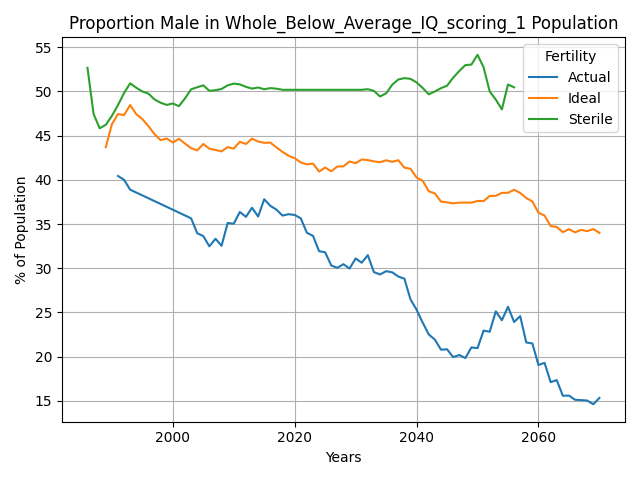 Proportion Male in Whole_Below_Average_IQ_scoring_1 Population
Fertility
Actual
Ideal
Sterile
% of Population
55
50
45
40
35
30
25
20
15
2000
2020
2040
2060
Years